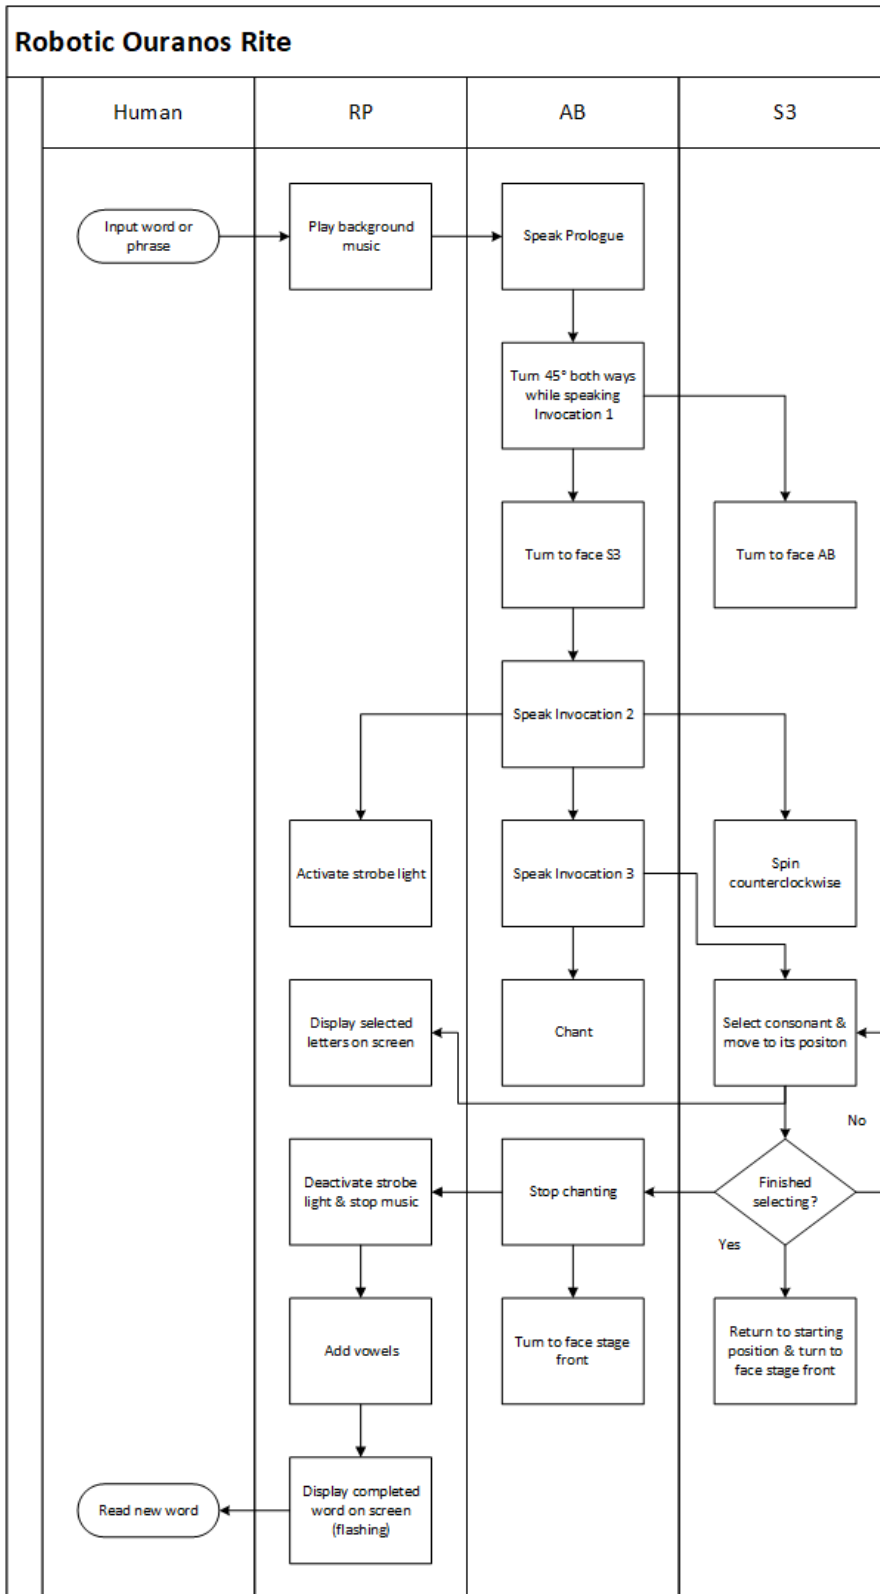 Robotic Ouranos Rite
Human
RP
AB
S3
Input word or
phrase
Play background
music
Speak Prologue
Turn 45° both ways
while speaking
Invocation 1
Turn to face S3
Turn to face AB
Speak Invocation 2
Activate strobe light
Speak Invocation 3
Spin
counterclockwise
Display selected
letters on screen
Chant
Select consonant &
move to its positon
No
Deactivate strobe
light & stop music
Stop chanting
Finished
selecting?
Yes
Add vowels
Turn to face stage
front
Return to starting
position & turn to
face stage front
Read new word
Display completed
word on screen
(flashing)